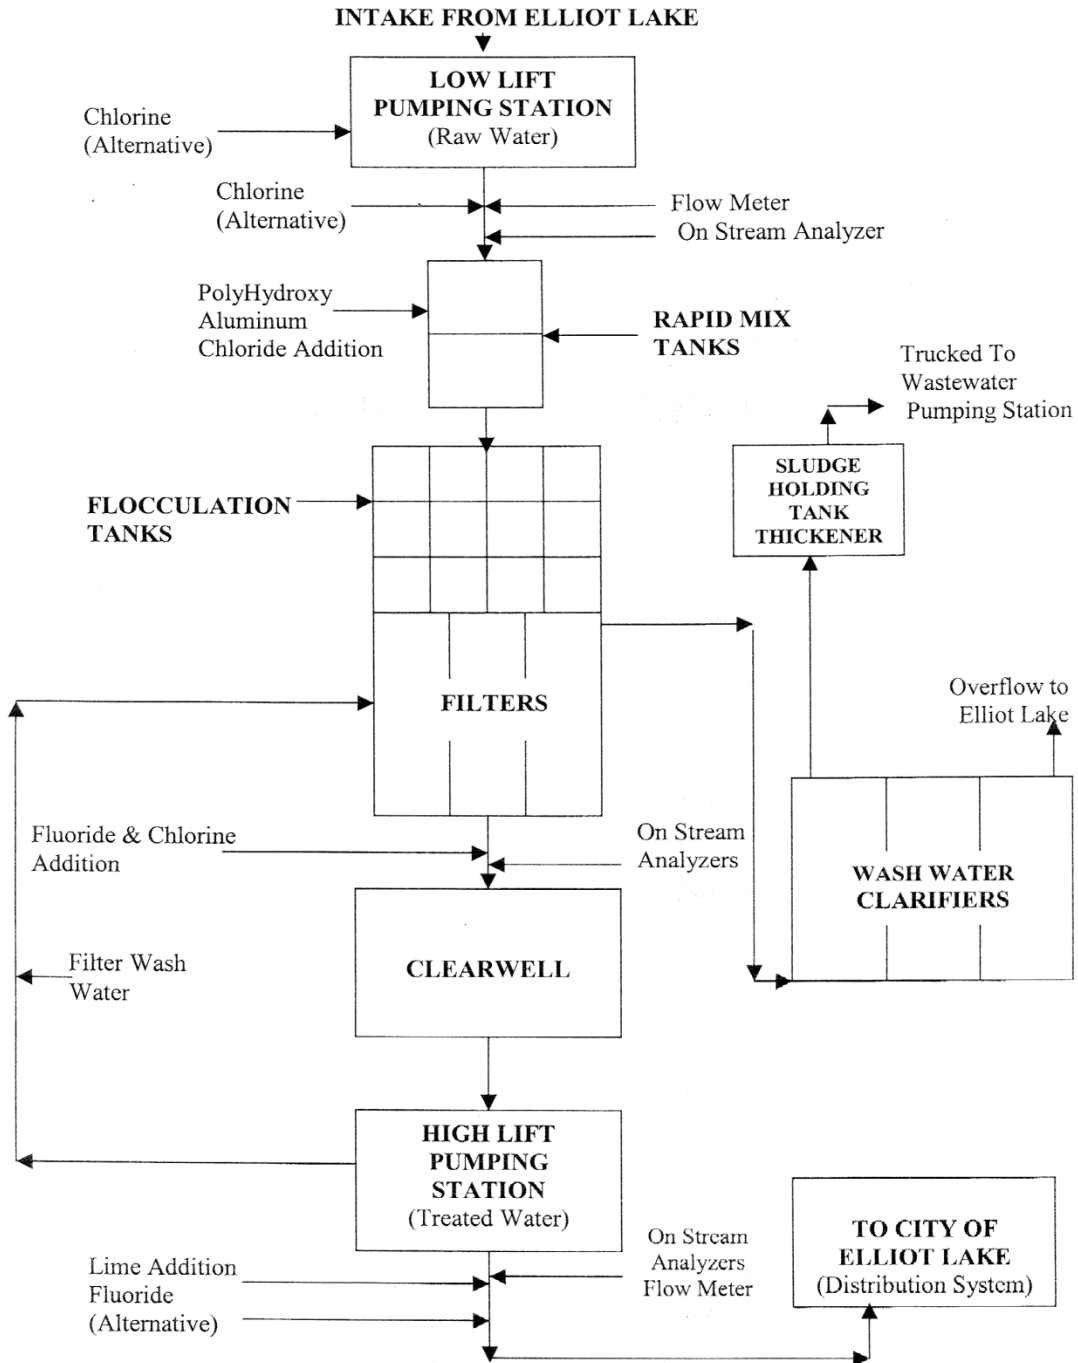 INTAKE FROM ELLIOT LAKE
LOW LIFT
PUMPING STATION
(Raw Water)
Chlorine
(Alternative)
Chlorine
(Alternative)
Flow Meter
On Stream Analyzer
PolyHydroxy
Aluminum
Chloride Addition
RAPID MIX
TANKS
Trucked To
Wastewater
Pumping Station
SLUDGE
HOLDING
TANK
THICKENER
FLOCCULATION
TANKS
FILTERS
Overflow to
Elliot Lake
Fluoride & Chlorine
Addition
On Stream
Analyzers
WASH WATER
CLARIFIERS
CLEARWELL
Filter Wash
Water
HIGH LIFT
PUMPING
STATION
(Treated Water)
Lime Addition
Fluoride
(Alternative)
On Stream
Analyzers
Flow Meter
TO CITY OF
ELLIOT LAKE
(Distribution System)